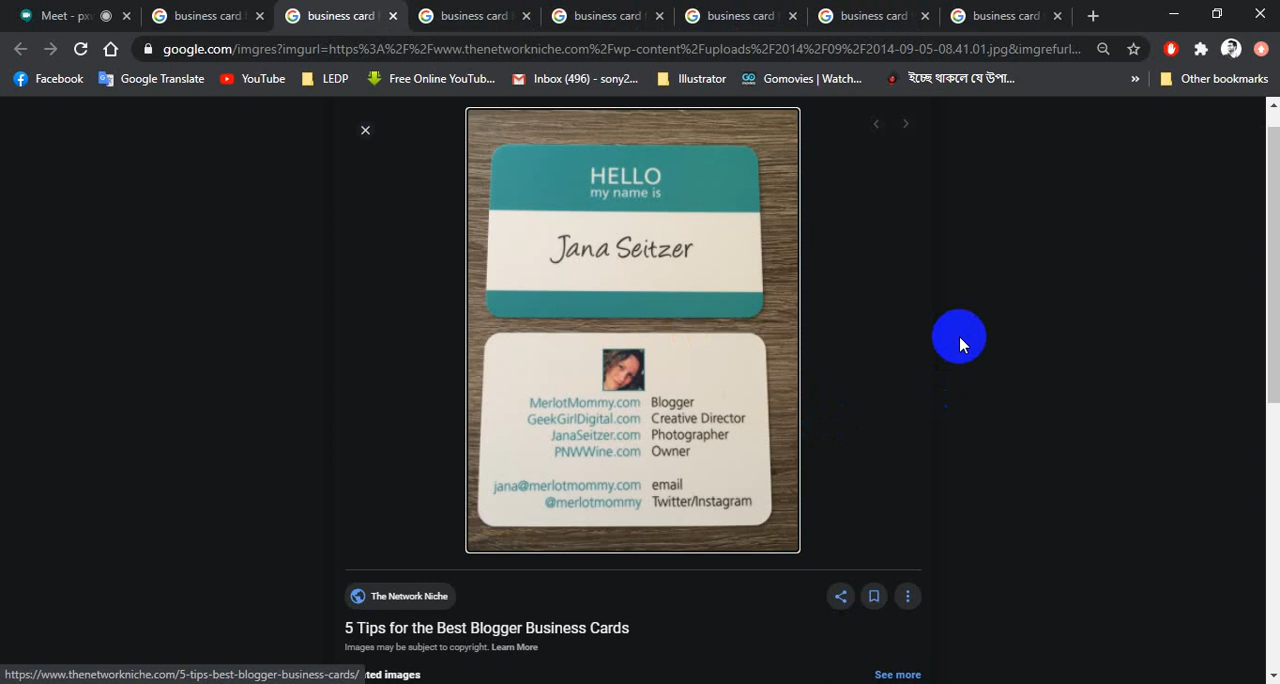 Meet - pxv
business card
business card
business card
business card f
business card
business card
business card
google.com/imgres?imgurl=https%3A%2F%2Fwww.thenetworkniche.com%2Fwp-content%2Fuploads%2F2014%2F09%2F2014-09-05-08.41.01.jpg&imgrefurl...
Facebook Google Translate YouTube LEDP Free Online YouTub... Inbox (496) - sony2... Illustrator Gomovies | Watch... ইচ্ছে থাকলে যে উপা... » Other bookmarks
HELLO
my name is
Jana Seitzer
MerlotMommy.com Blogger
GeekGirlDigital.com Creative Director
JanaSeitzer.com Photographer
PNWWine.com Owner
jana@merlotmommy.com email
@merlotmommy Twitter/Instagram
The Network Niche
5 Tips for the Best Blogger Business Cards
Images may be subject to copyright. Learn More
ted images See more
https://www.thenetworkniche.com/5-tips-best-blogger-business-cards/